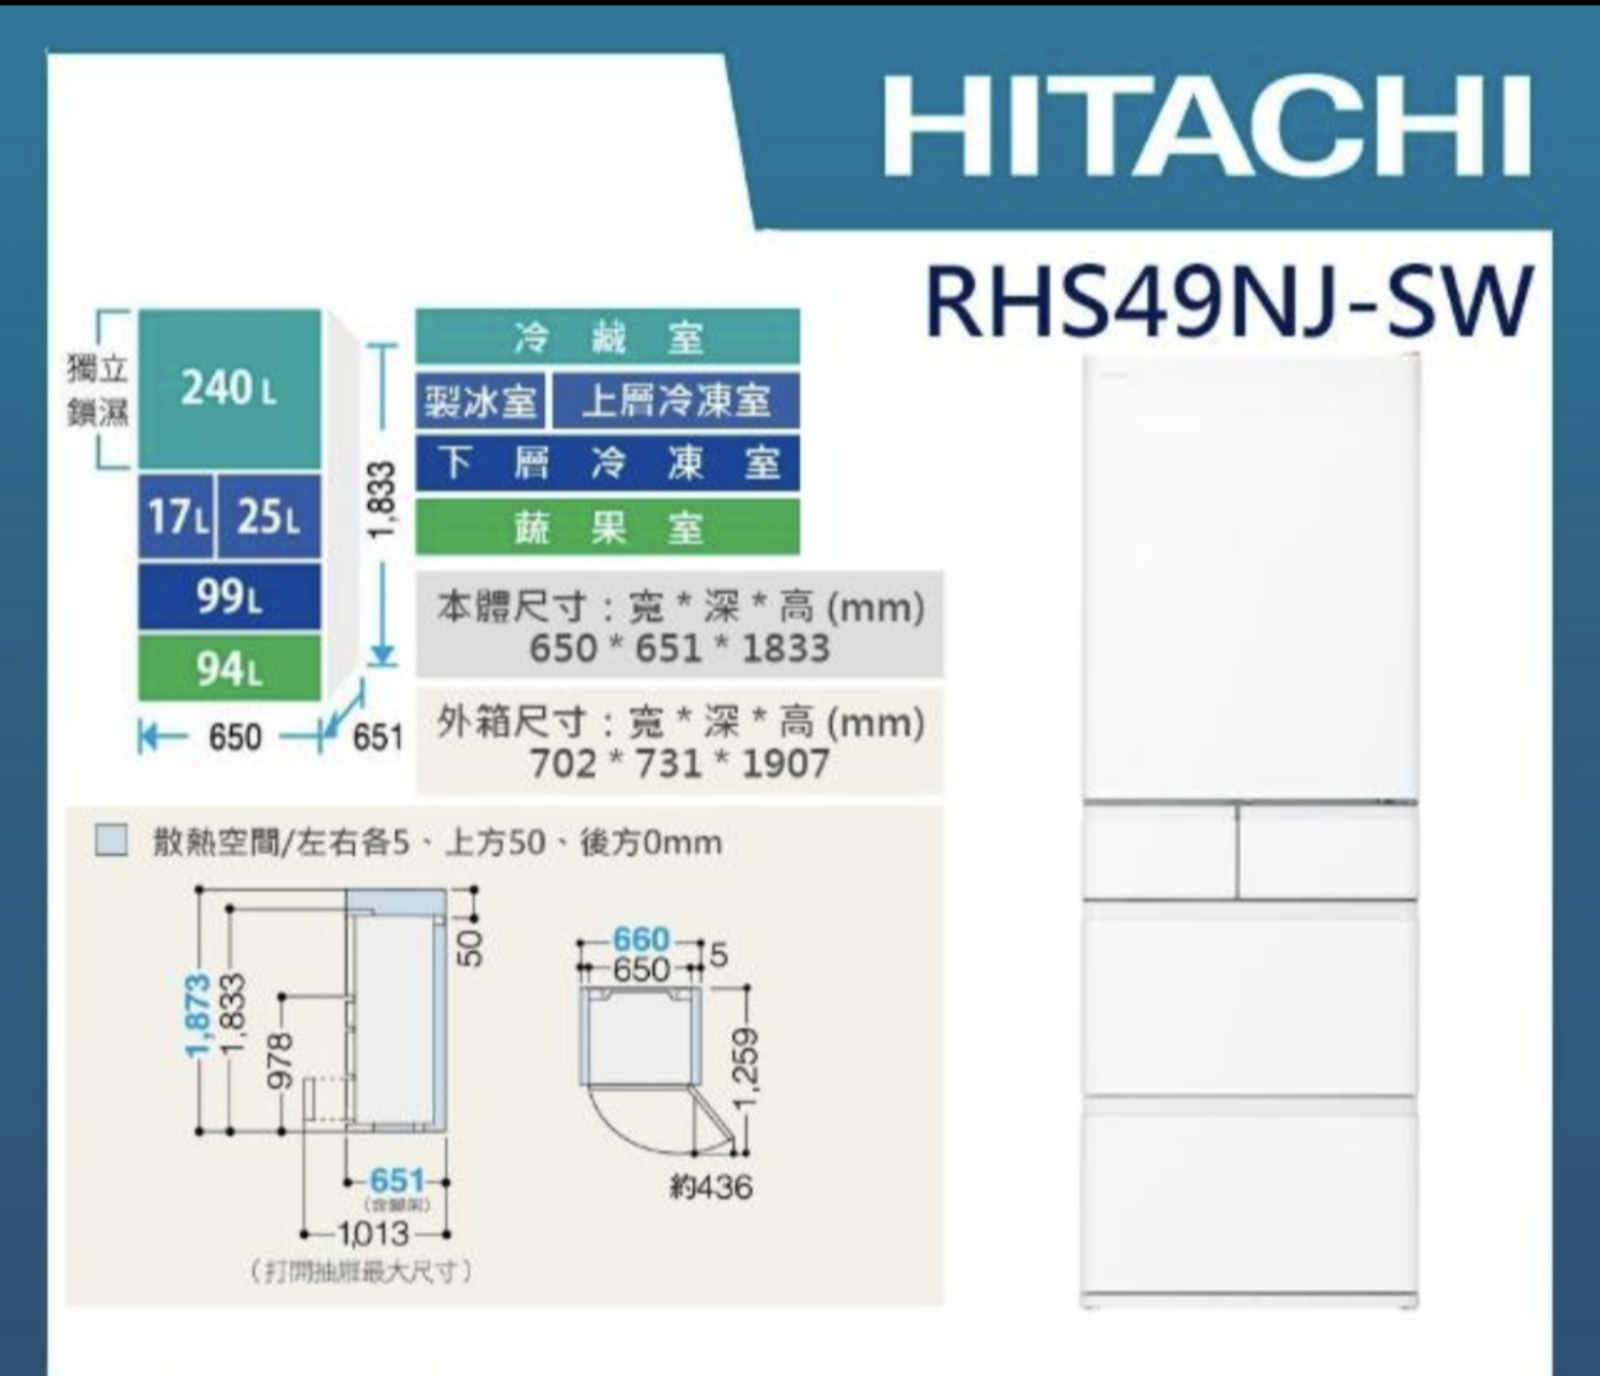 HITACHI
RHS49NJ-SW
獨立
鎖濕
240L
17L
25L
99L
94L
1,833
650
651
冷藏室
製冰室
上層冷凍室
下層冷凍室
蔬果室
本體尺寸：寬*深*高(mm)
650*651*1833
外箱尺寸：寬*深*高(mm)
702*731*1907
散熱空間/左右各5、上方50、後方0mm
1,873
1,833
978
50
651
(含腳架)
1,013
(打開抽屜最大尺寸)
660
650
5
1,259
約436